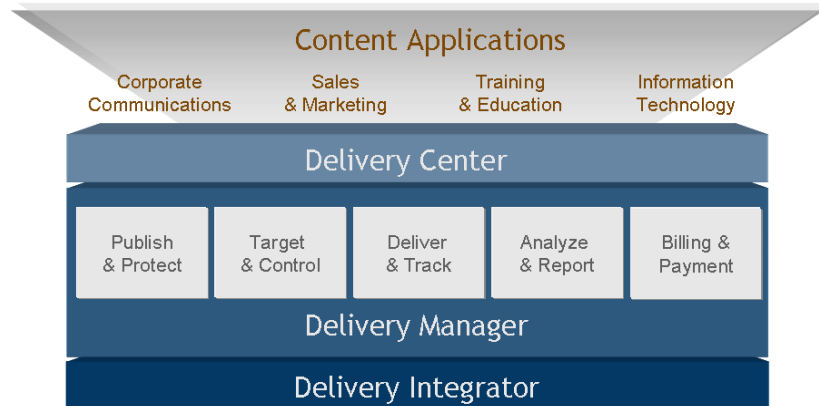 Content Applications
Corporate
Communications
Sales
& Marketing
Training
& Education
Information
Technology
Delivery Center
Publish
& Protect
Target
& Control
Deliver
& Track
Analyze
& Report
Billing &
Payment
Delivery Manager
Delivery Integrator